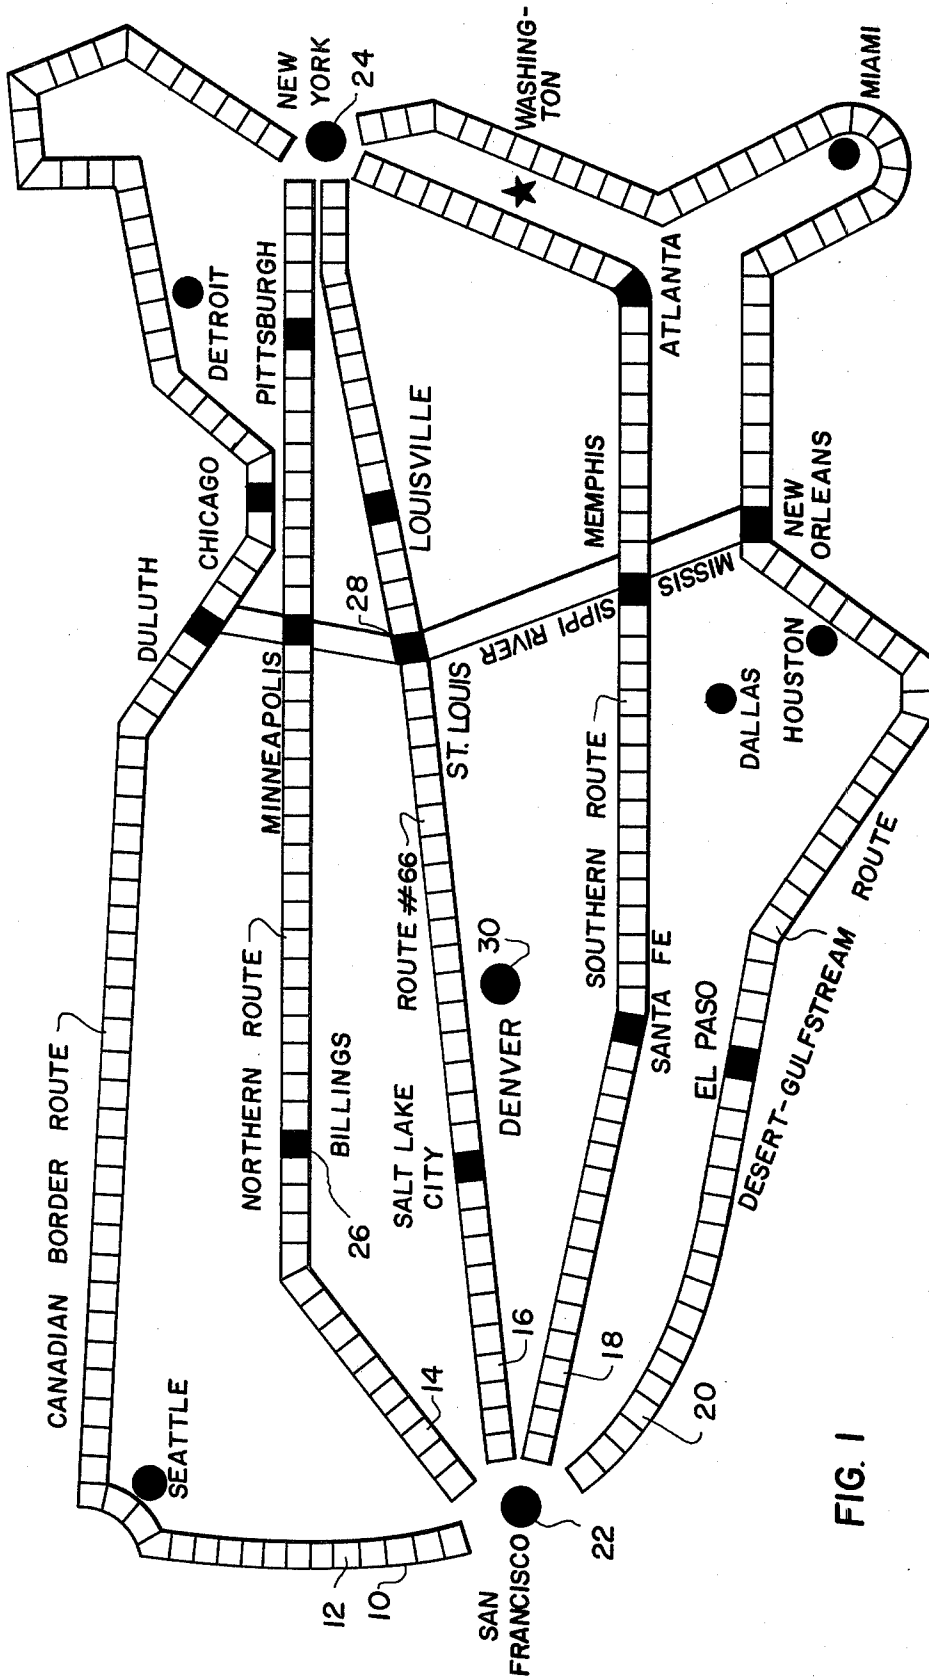 CANADIAN BORDER ROUTE
SEATTLE
DULUTH
CHICAGO
DETROIT
NEW
YORK
24
NORTHERN ROUTE
MINNEAPOLIS
PITTSBURGH
BILLINGS
26
14
12
10
SALT LAKE
CITY
ROUTE #66
ST. LOUIS
28
LOUISVILLE
WASHING-
TON
DENVER
30
16
SAN
FRANCISCO
22
18
SOUTHERN ROUTE
SANTA FE
MISSIS
SIPPI RIVER
MEMPHIS
ATLANTA
MIAMI
EL PASO
DALLAS
HOUSTON
NEW
ORLEANS
DESERT-GULFSTREAM ROUTE
20
FIG. 1